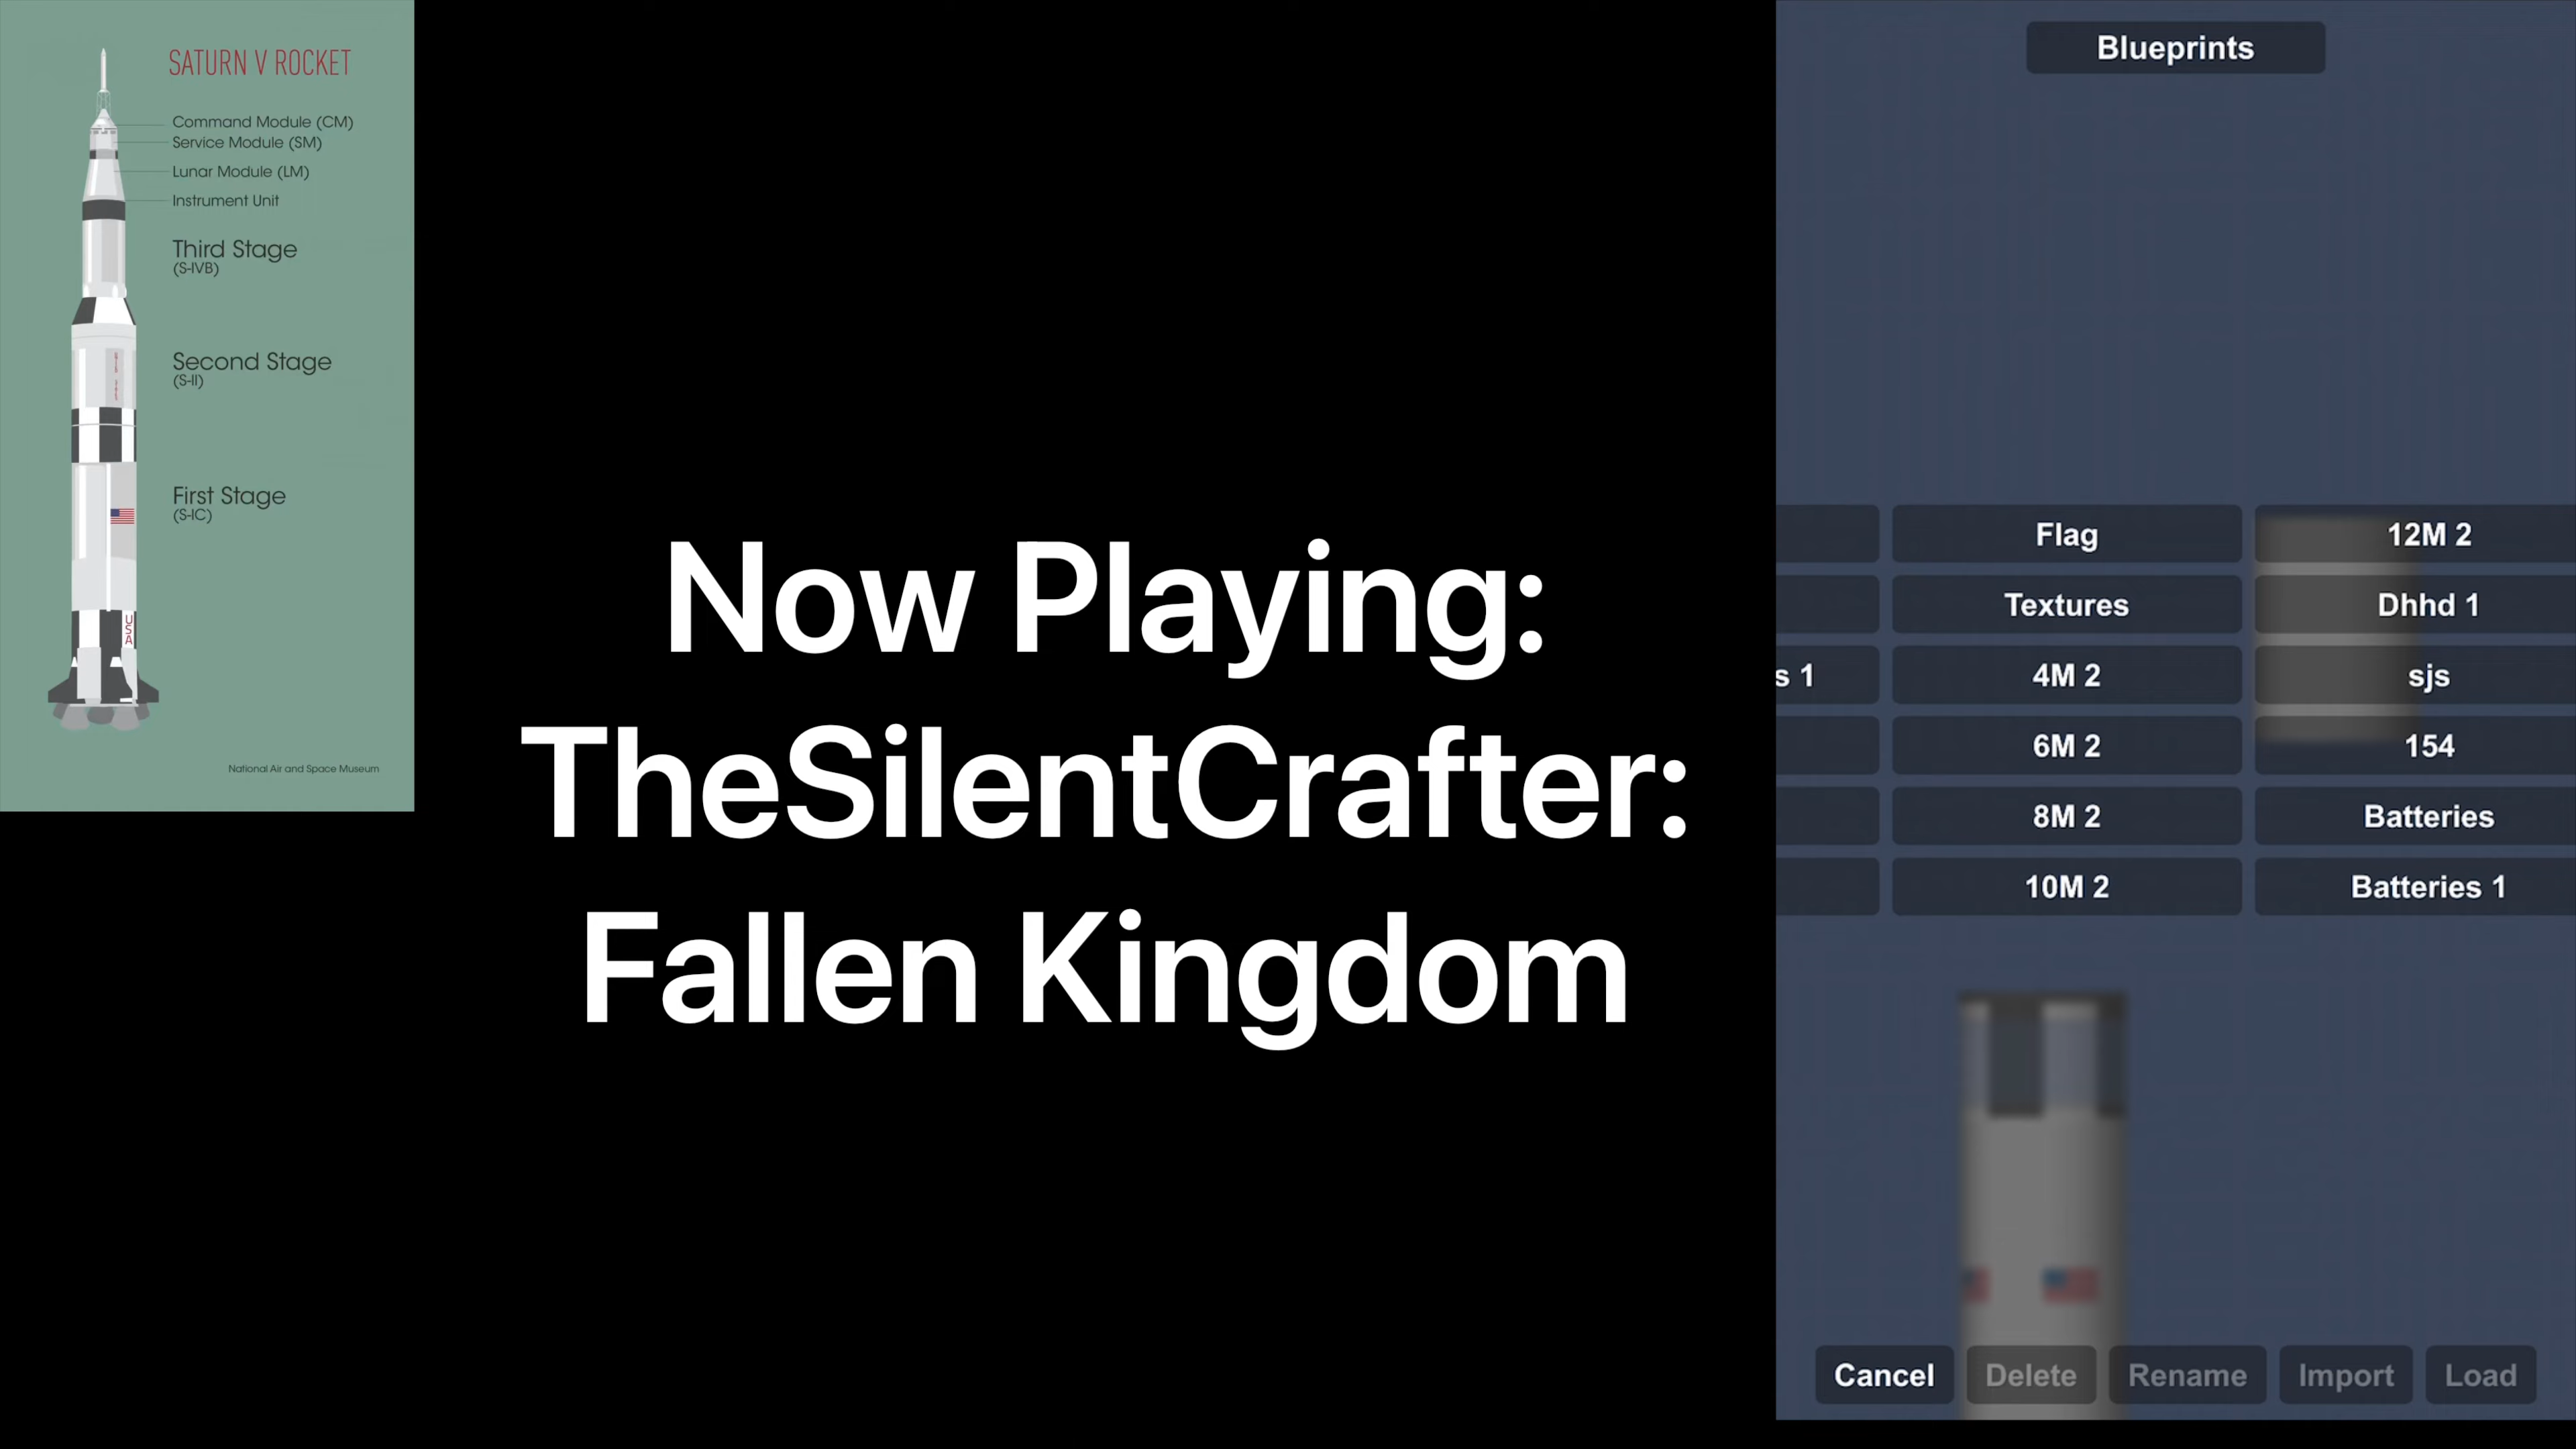 SATURN V ROCKET
Command Module (CM)
Service Module (SM)
Lunar Module (LM)
Instrument Unit
Third Stage
(S-IVB)
Second Stage
(S-II)
First Stage
(S-IC)
USA
National Air and Space Museum
Now Playing:
TheSilentCrafter:
Fallen Kingdom
Blueprints
Flag
12M 2
Textures
Dhhd 1
s 1
4M 2
sjs
6M 2
154
8M 2
Batteries
10M 2
Batteries 1
Cancel
Delete
Rename
Import
Load